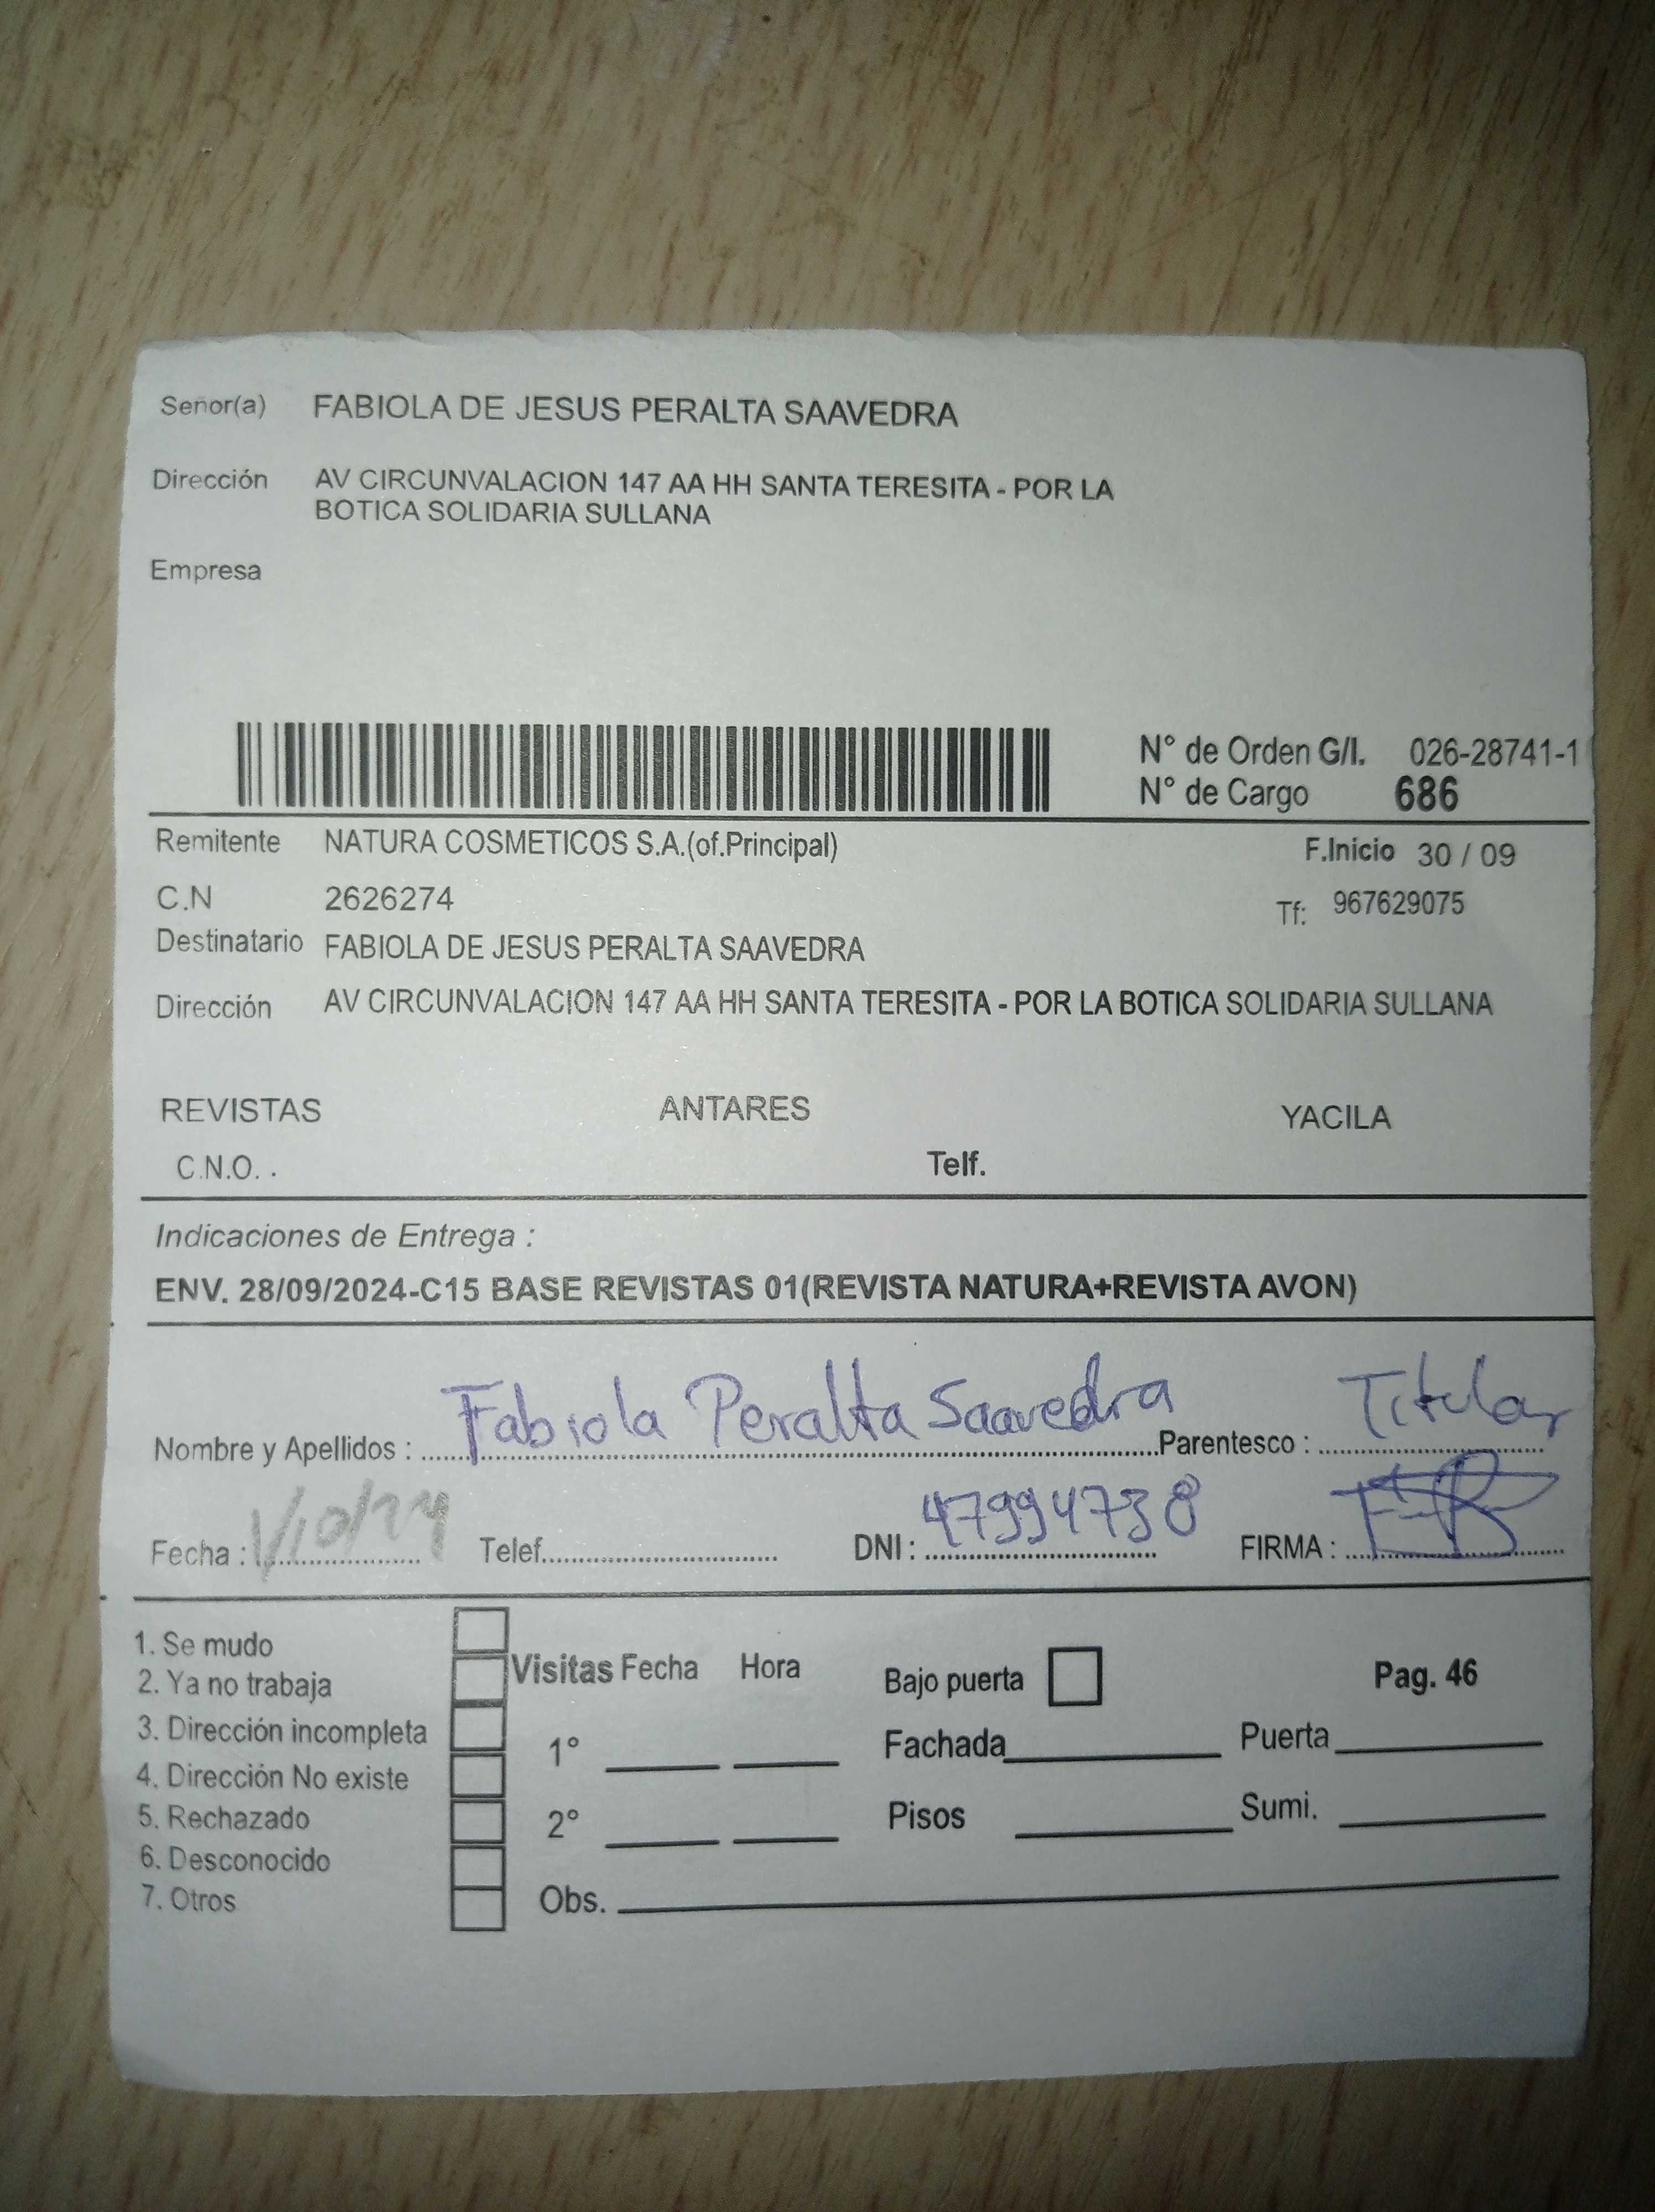 Señor(a) FABIOLA DE JESUS PERALTA SAAVEDRA
Dirección AV CIRCUNVALACION 147 AA HH SANTA TERESITA - POR LA
BOTICA SOLIDARIA SULLANA
Empresa
N° de Orden G/I. 026-28741-1
N° de Cargo 686
Remitente NATURA COSMETICOS S.A.(of.Principal) F.Inicio 30 / 09
C.N 2626274 Tf: 967629075
Destinatario FABIOLA DE JESUS PERALTA SAAVEDRA
Dirección AV CIRCUNVALACION 147 AA HH SANTA TERESITA - POR LA BOTICA SOLIDARIA SULLANA
REVISTAS ANTARES YACILA
C.N.O. . Telf.
Indicaciones de Entrega :
ENV. 28/09/2024-C15 BASE REVISTAS 01(REVISTA NATURA+REVISTA AVON)
Nombre y Apellidos : Fabiola Peralta Saavedra Parentesco : Titular
Fecha : 1/10/24 Telef. DNI : 47994738 FIRMA :
1. Se mudo
2. Ya no trabaja Visitas Fecha Hora Bajo puerta Pag. 46
3. Dirección incompleta 1° Fachada Puerta
4. Dirección No existe
5. Rechazado 2° Pisos Sumi.
6. Desconocido
7. Otros Obs.